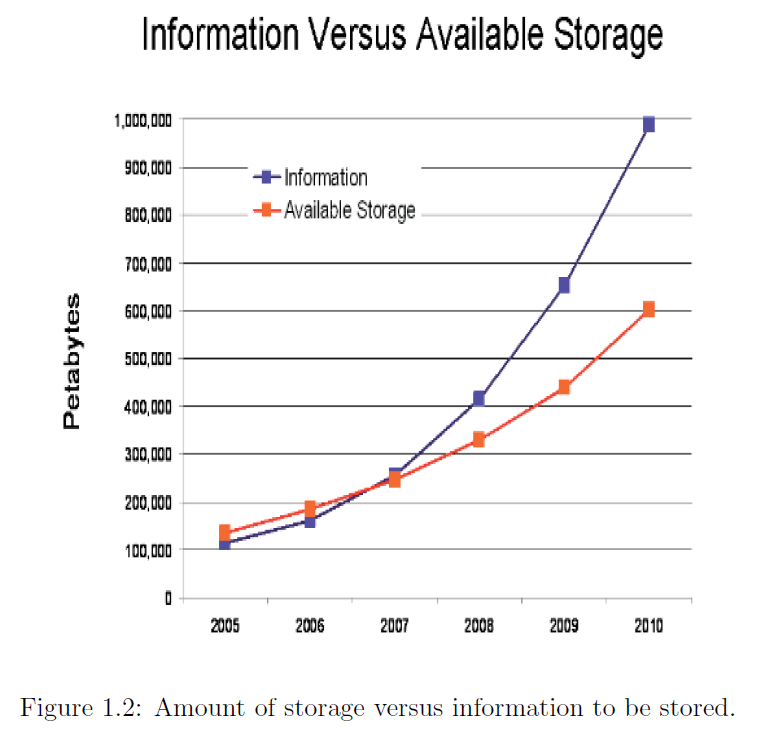 Information Versus Available Storage
1,000,000
900,000
Information
800,000
Available Storage
700,000
600,000
Petabytes
500,000
400,000
300,000
200,000
100,000
0
2005 2006 2007 2008 2009 2010
Figure 1.2: Amount of storage versus information to be stored.